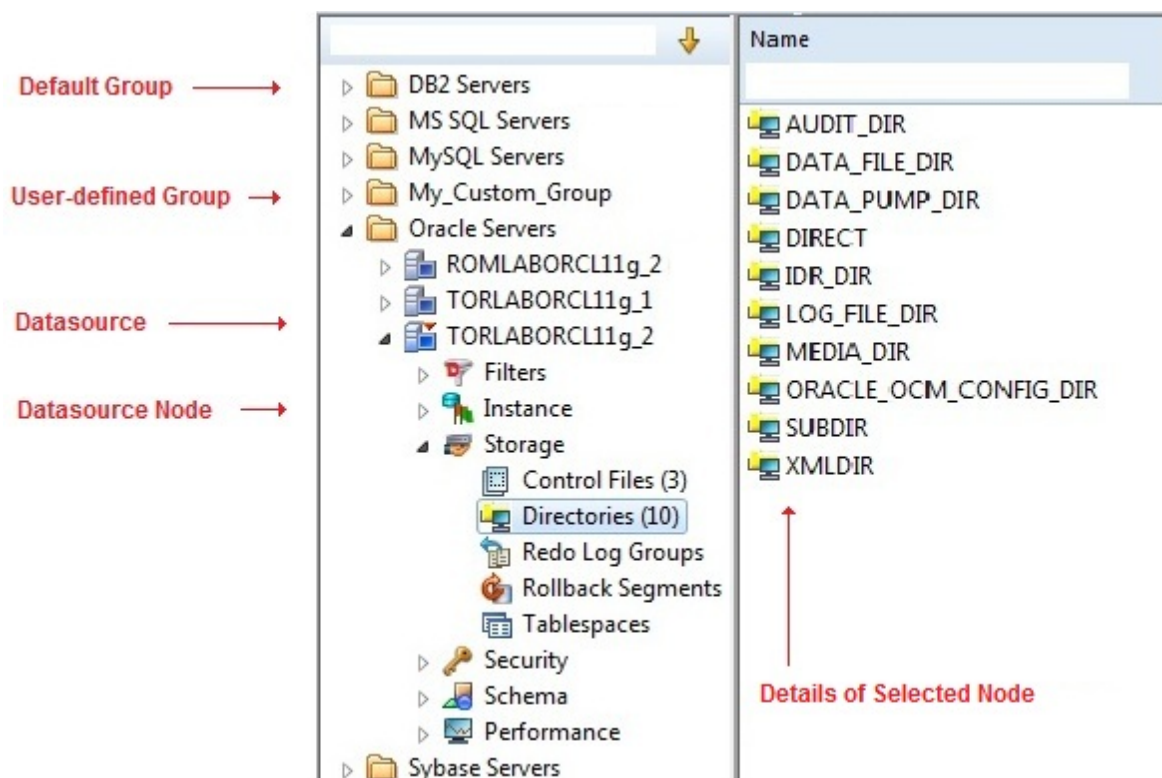 Default Group
User-defined Group
Datasource
Datasource Node
DB2 Servers
MS SQL Servers
MySQL Servers
My_Custom_Group
Oracle Servers
ROMLABORCL11g_2
TORLABORCL11g_1
TORLABORCL11g_2
Filters
Instance
Storage
Control Files (3)
Directories (10)
Redo Log Groups
Rollback Segments
Tablespaces
Security
Schema
Performance
Sybase Servers
Name
AUDIT_DIR
DATA_FILE_DIR
DATA_PUMP_DIR
DIRECT
IDR_DIR
LOG_FILE_DIR
MEDIA_DIR
ORACLE_OCM_CONFIG_DIR
SUBDIR
XMLDIR
Details of Selected Node